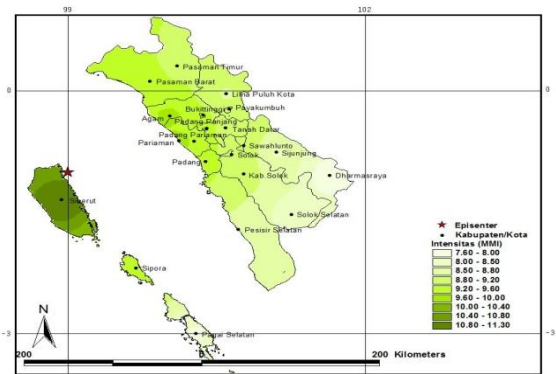 99
102
0
0
Pasaman Timur
Pasaman Barat
Lima Puluh Kota
Payakumbuh
Bukittinggi
Agam
Padang Panjang
Tanah Datar
Padang Pariaman
Pariaman
Sawahlunto
Sijunjung
Solok
Padang
Kab Solok
Dharmasraya
Siberut
Solok Selatan
Pesisir Selatan
Sipora
Pagai Selatan
Episenter
Kabupaten/Kota
Intensitas (MMI)
7.60 - 8.00
8.00 - 8.50
8.50 - 8.80
8.80 - 9.20
9.20 - 9.60
9.60 - 10.00
10.00 - 10.40
10.40 - 10.80
10.80 - 11.30
N
-3
-3
200
0
200 Kilometers
99
102